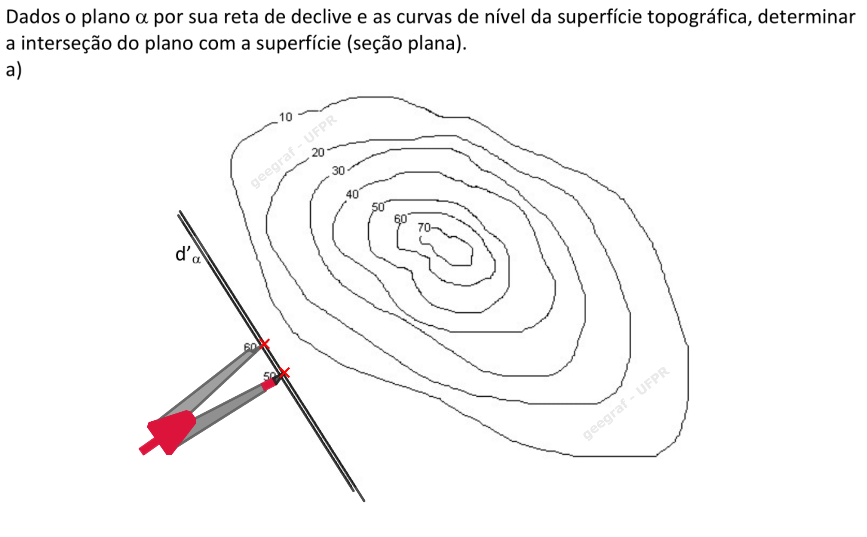 Dados o plano α por sua reta de declive e as curvas de nível da superfície topográfica, determinar
a interseção do plano com a superfície (seção plana).
a)
10
geegraf - UFPR
20
30
40
50
60
70
d'α
60
50
geegraf - UFPR